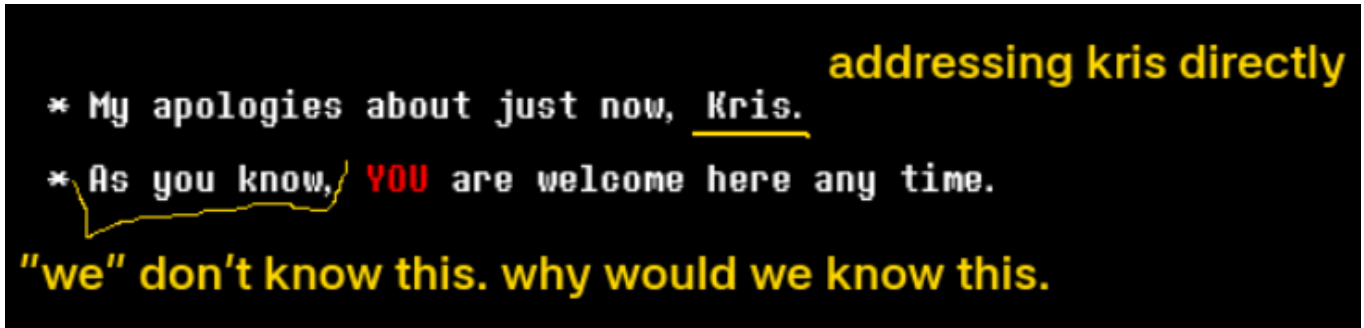 addressing kris directly
* My apologies about just now, Kris.
* As you know, YOU are welcome here any time.
"we" don't know this. why would we know this.